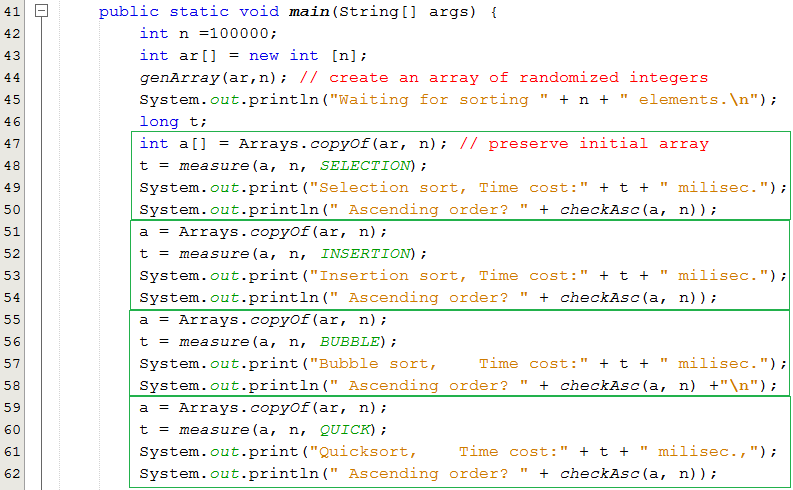 41 public static void main(String[] args) {
42 int n =100000;
43 int ar[] = new int [n];
44 genArray(ar,n); // create an array of randomized integers
45 System.out.println("Waiting for sorting " + n + " elements.\n");
46 long t;
47 int a[] = Arrays.copyOf(ar, n); // preserve initial array
48 t = measure(a, n, SELECTION);
49 System.out.print("Selection sort, Time cost:" + t + " milisec.");
50 System.out.println(" Ascending order? " + checkAsc(a, n));
51 a = Arrays.copyOf(ar, n);
52 t = measure(a, n, INSERTION);
53 System.out.print("Insertion sort, Time cost:" + t + " milisec.");
54 System.out.println(" Ascending order? " + checkAsc(a, n));
55 a = Arrays.copyOf(ar, n);
56 t = measure(a, n, BUBBLE);
57 System.out.print("Bubble sort,    Time cost:" + t + " milisec.");
58 System.out.println(" Ascending order? " + checkAsc(a, n) +"\n");
59 a = Arrays.copyOf(ar, n);
60 t = measure(a, n, QUICK);
61 System.out.print("Quicksort,    Time cost:" + t + " milisec.,");
62 System.out.println(" Ascending order? " + checkAsc(a, n));